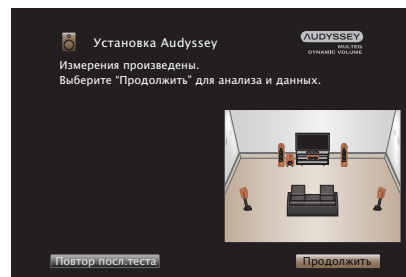 Установка Audyssey
AUDYSSEY
MULTEQ
DYNAMIC VOLUME
Измерения произведены.
Выберите “Продолжить” для анализа и данных.
Повтор посл.теста
Продолжить